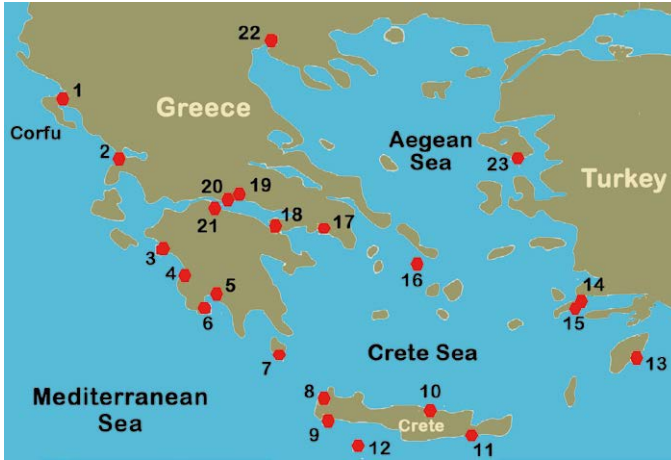 22
1
Greece
Corfu
Aegean
Sea
2
23
Turkey
20
19
21
18
17
3
16
4
5
14
6
15
7
Crete Sea
13
Mediterranean
Sea
8
10
9
Crete
11
12